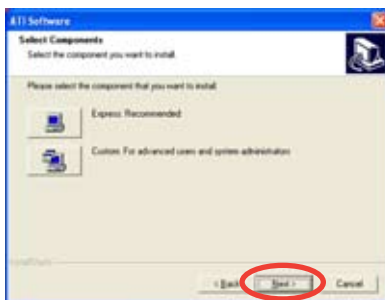 ATI Software
Select Components
Select the component you want to install.
Please select the component that you want to install
Express: Recommended
Custom: For advanced users and system administrators
< Back
Next >
Cancel